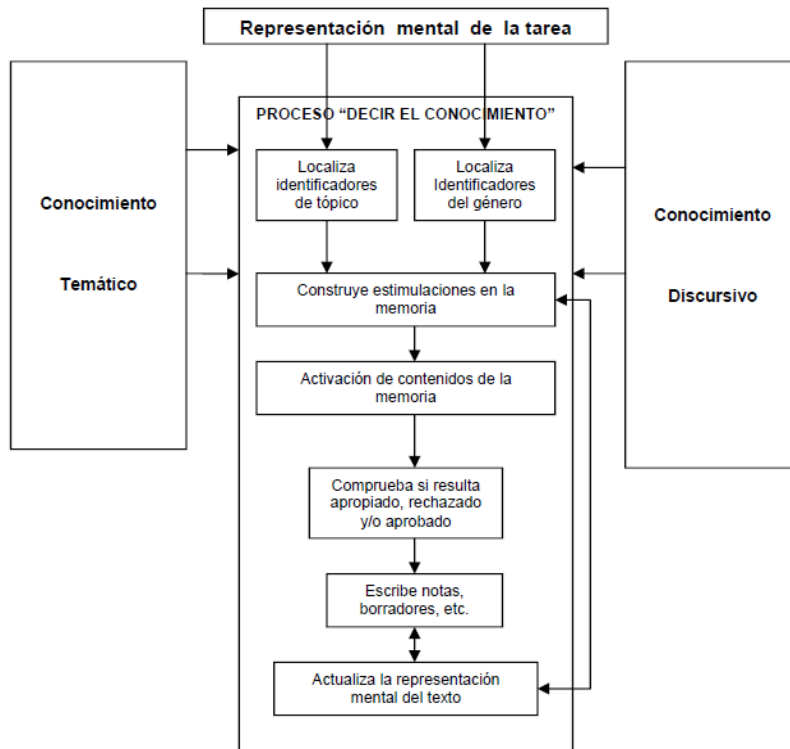 Representación mental de la tarea
PROCESO “DECIR EL CONOCIMIENTO”
Localiza
identificadores
de tópico
Localiza
Identificadores
del género
Conocimiento
Temático
Conocimiento
Discursivo
Construye estimulaciones en la
memoria
Activación de contenidos de la
memoria
Comprueba si resulta
apropiado, rechazado
y/o aprobado
Escribe notas,
borradores, etc.
Actualiza la representación
mental del texto